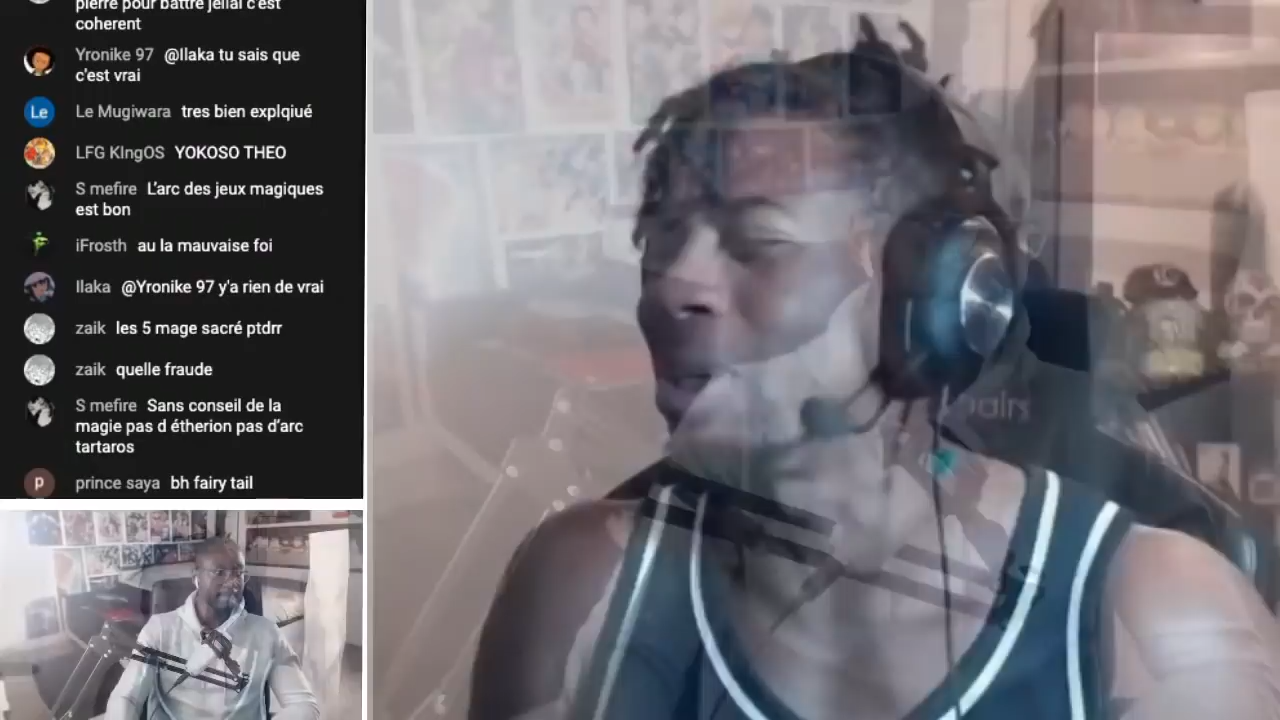 pierre pour battre jellal c'est
coherent
Yronike 97 @Ilaka tu sais que
c'est vrai
Le
Le Mugiwara tres bien explqiué
LFG KIngOS YOKOSO THEO
S mefire L'arc des jeux magiques
est bon
iFrosth au la mauvaise foi
Ilaka @Yronike 97 y'a rien de vrai
zaik les 5 mage sacré ptdrr
zaik quelle fraude
S mefire Sans conseil de la
magie pas d étherion pas d'arc
tartaros
p
prince saya bh fairy tail